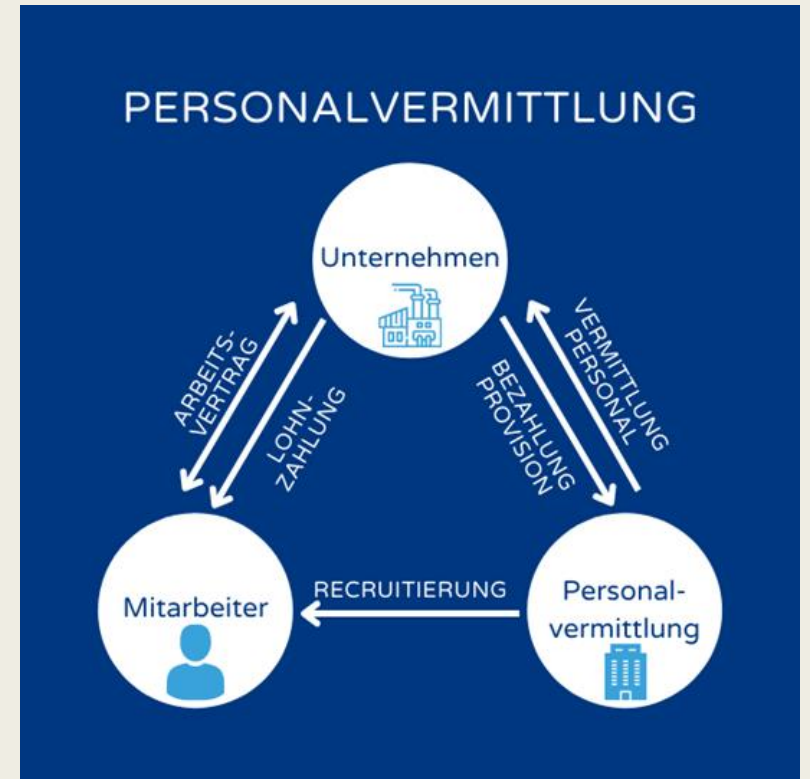 PERSONALVERMITTLUNG
Unternehmen
ARBEITS-
VERTRAG
LOHN-
ZAHLUNG
BEZAHLUNG
PROVISION
VERMITTLUNG
PERSONAL
Mitarbeiter
RECRUITIERUNG
Personal-
vermittlung